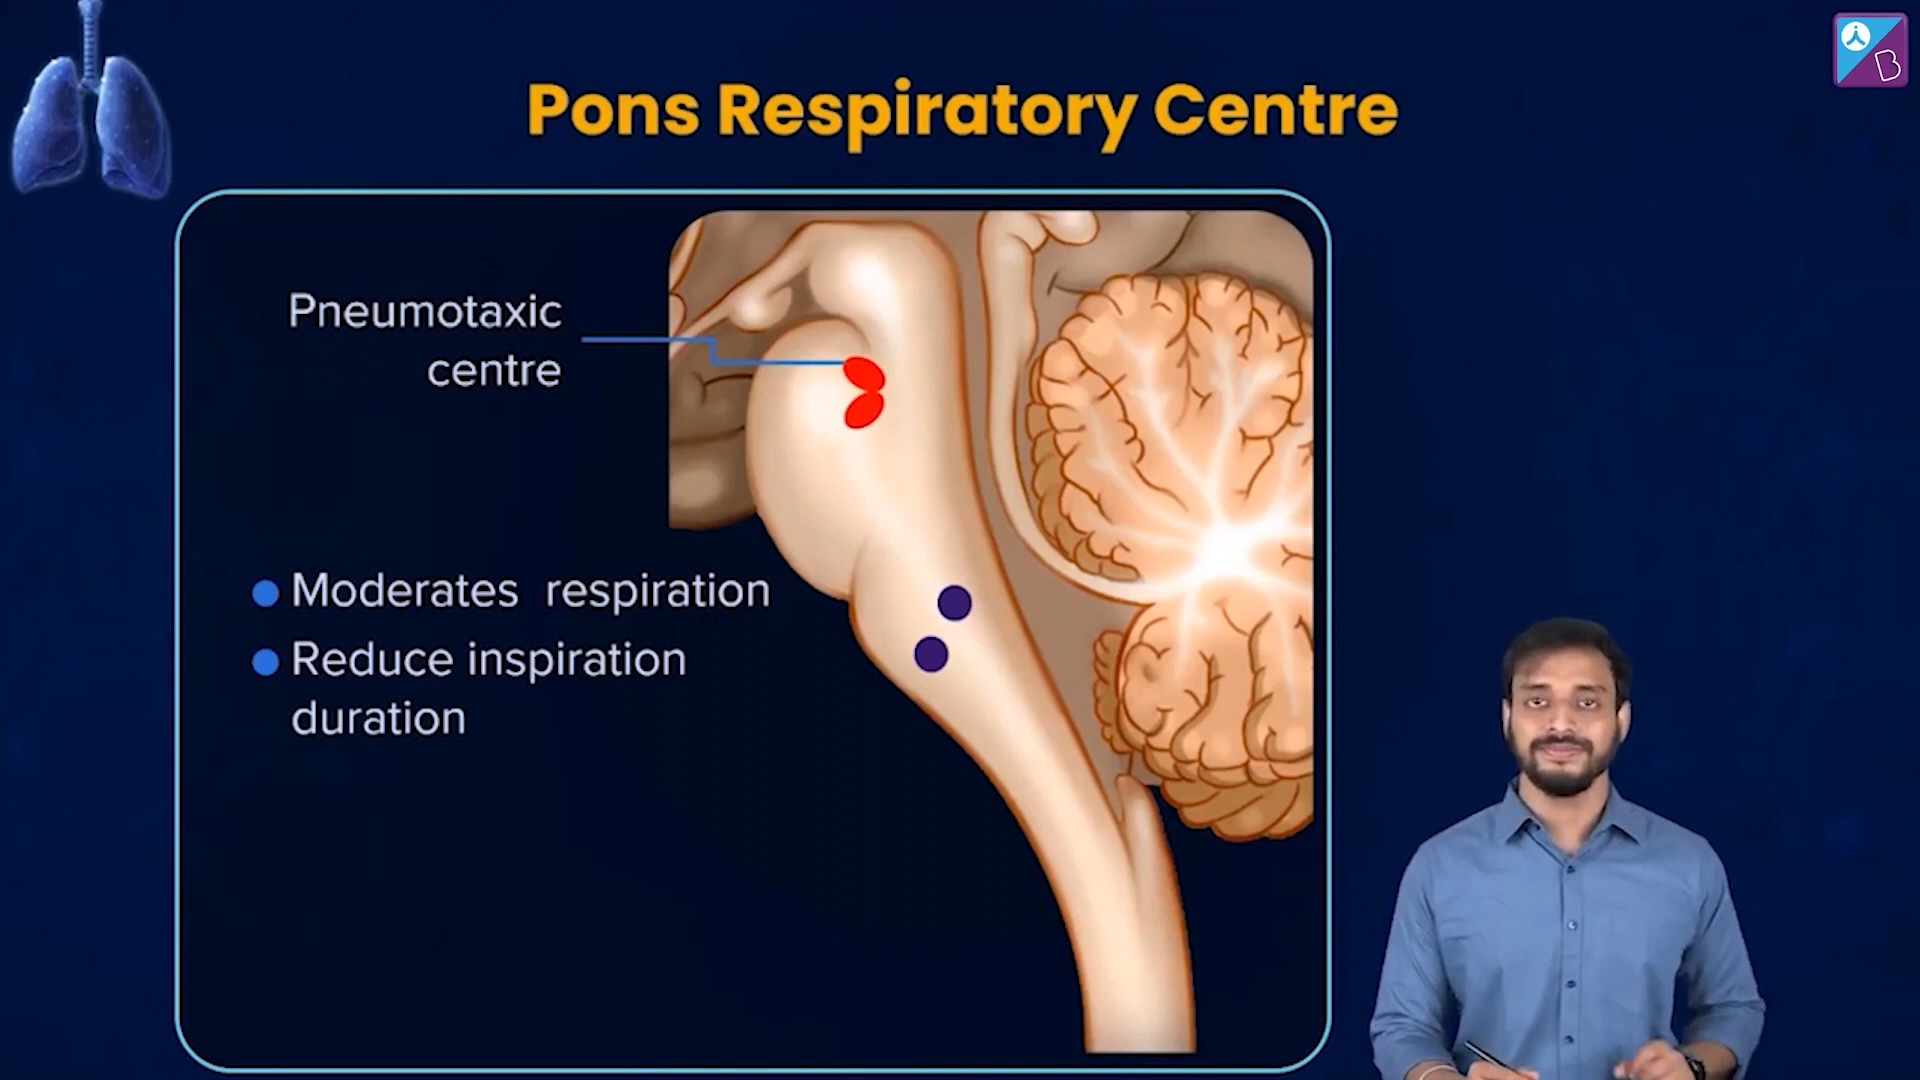 Pons Respiratory Centre
Pneumotaxic
centre
Moderates respiration
Reduce inspiration
duration
B